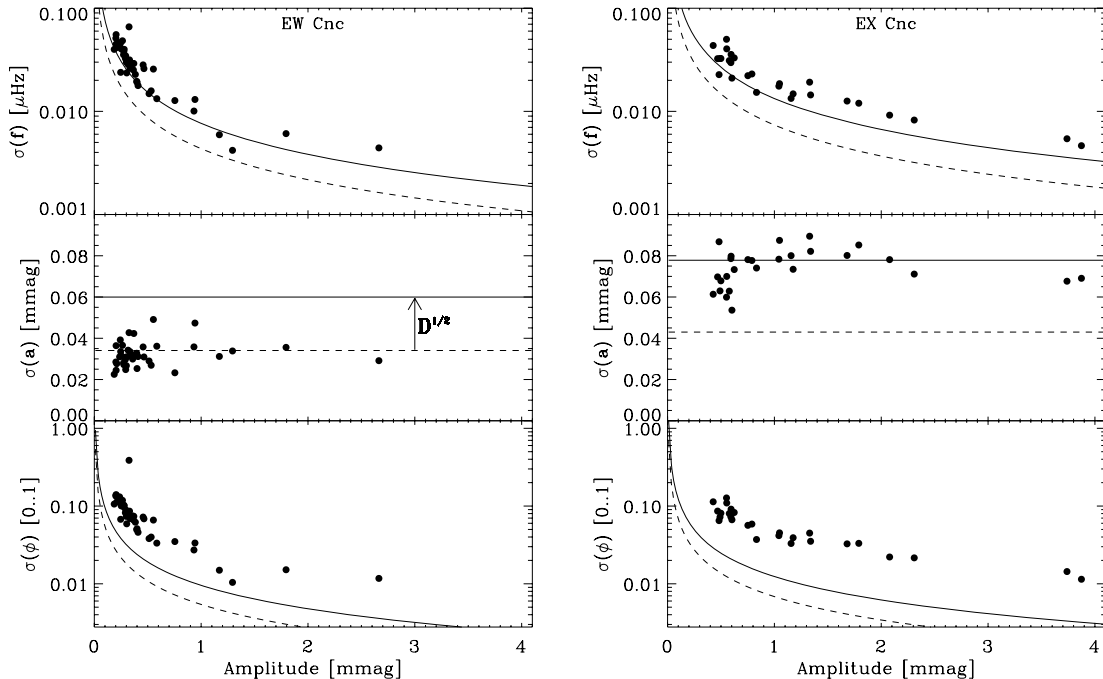 EW Cnc
EX Cnc
0.100
0.010
0.001
σ(f) [μHz]
0.100
0.010
0.001
σ(f) [μHz]
0.08
0.06
0.04
0.02
0.00
σ(a) [mmag]
D^1/2
0.08
0.06
0.04
0.02
0.00
σ(a) [mmag]
1.00
0.10
0.01
σ(φ) [0..1]
0 1 2 3 4
Amplitude [mmag]
1.00
0.10
0.01
σ(φ) [0..1]
0 1 2 3 4
Amplitude [mmag]